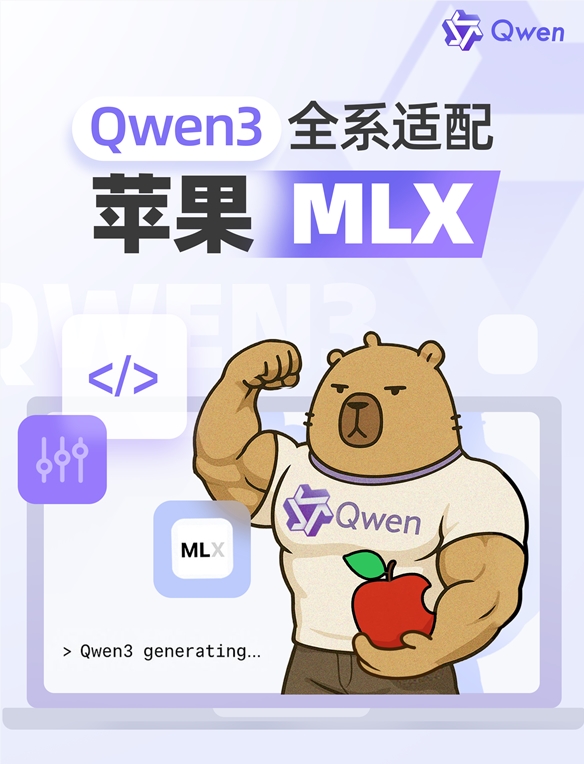 Qwen
Qwen3 全系适配
苹果 MLX
QWEN3
</>
Qwen
MLX
> Qwen3 generating...